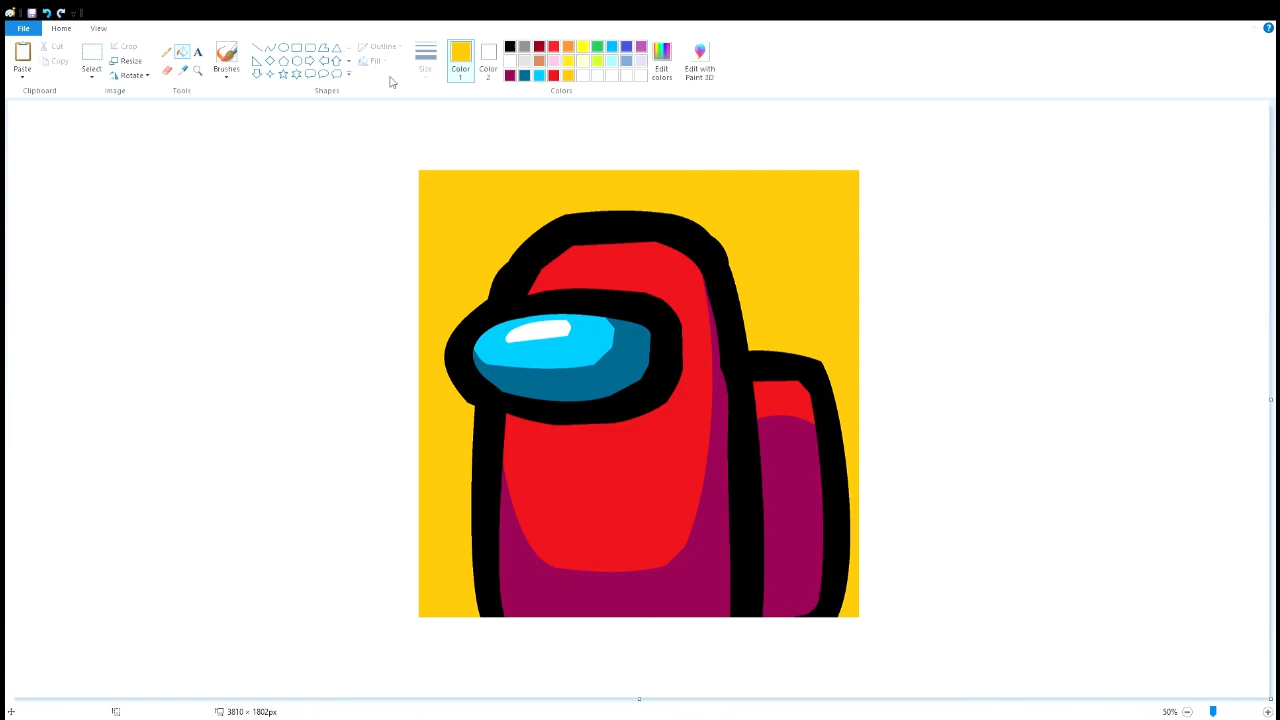 File Home View
Paste Cut Copy
Clipboard
Select Crop Resize Rotate
Image
A
Tools
Brushes
Shapes
Outline
Fill
Size
Color 1
Color 2
Colors
Edit colors
Edit with Paint 3D
3810 × 1802px
50%